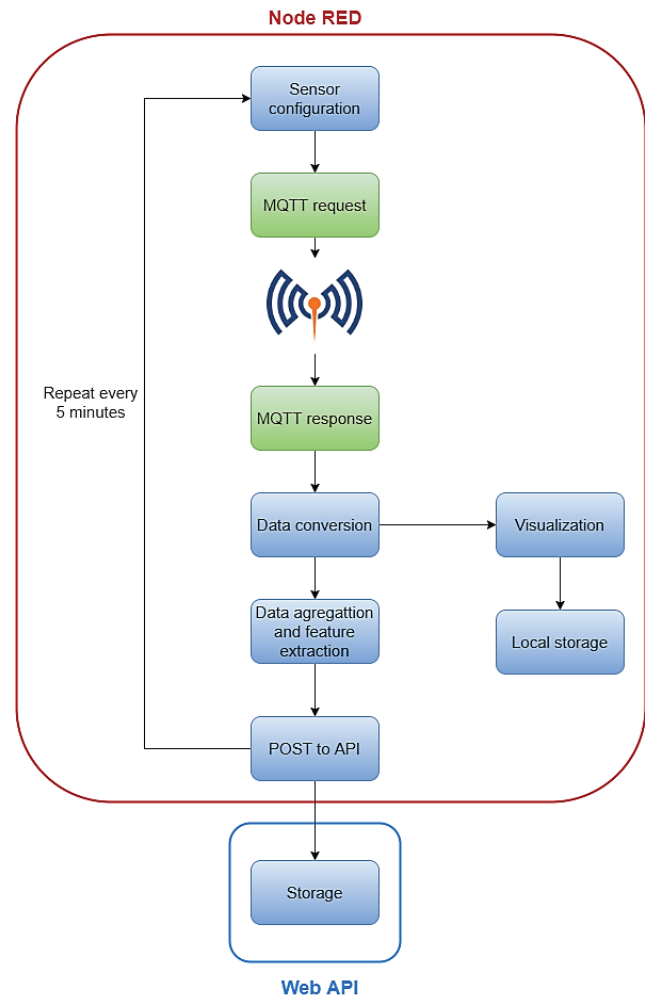 Node RED
Sensor
configuration
MQTT request
Repeat every
5 minutes
MQTT response
Data conversion
Visualization
Data agregattion
and feature
extraction
Local storage
POST to API
Storage
Web API